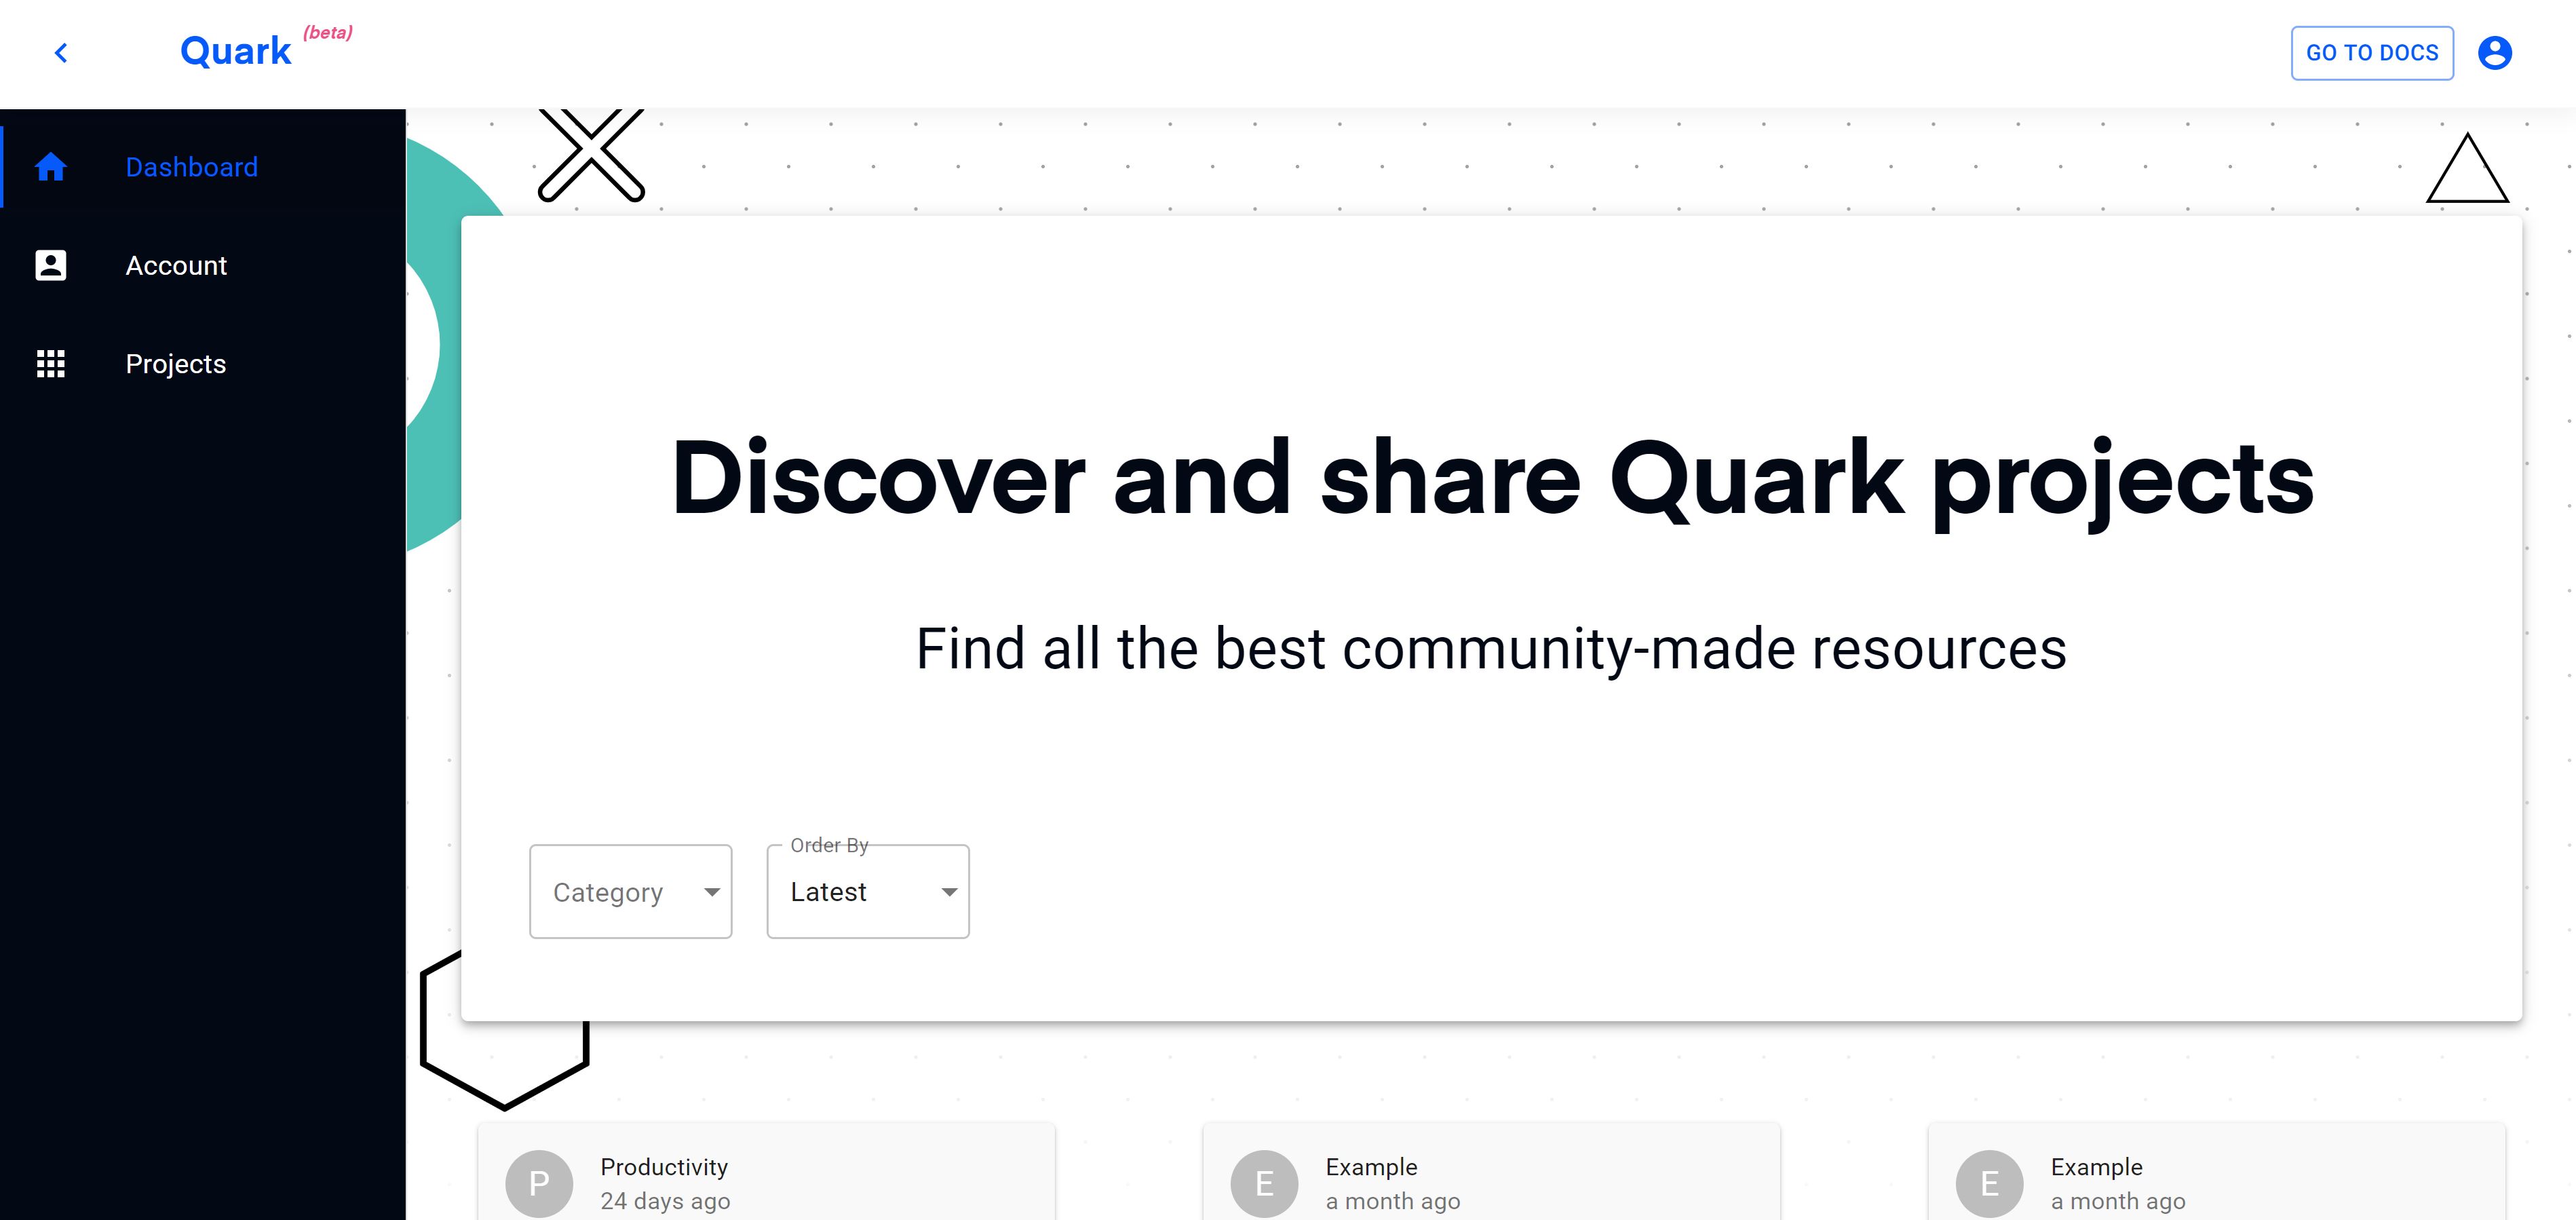 Quark (beta)
GO TO DOCS
Dashboard
Account
Projects
Discover and share Quark projects
Find all the best community-made resources
Category
Order By
Latest
P
Productivity
24 days ago
E
Example
a month ago
E
Example
a month ago